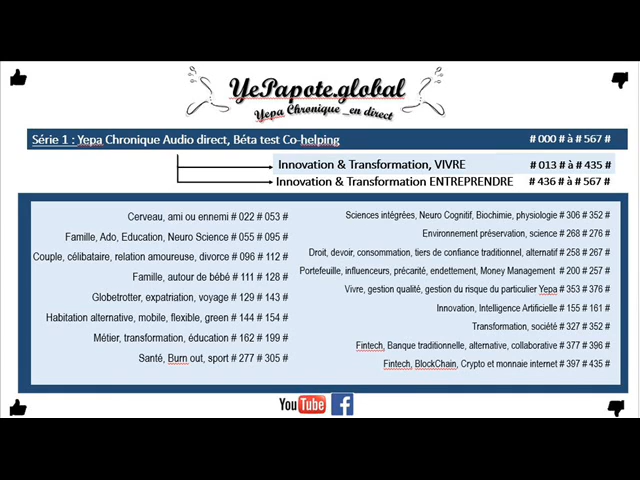 YePapote.global
Yepa Chronique _en direct
Série 1 : Yepa Chronique Audio direct, Béta test Co-helping # 000 # à # 567 #
Innovation & Transformation, VIVRE # 013 # à # 435 #
Innovation & Transformation ENTREPRENDRE # 436 # à # 567 #
Cerveau, ami ou ennemi # 022 # 053 #
Famille, Ado, Education, Neuro Science # 055 # 095 #
Couple, célibataire, relation amoureuse, divorce # 096 # 112 #
Famille, autour de bébé # 111 # 128 #
Globetrotter, expatriation, voyage # 129 # 143 #
Habitation alternative, mobile, flexible, green # 144 # 154 #
Métier, transformation, éducation # 162 # 199 #
Santé, Burn out, sport # 277 # 305 #
Sciences intégrées, Neuro Cognitif, Biochimie, physiologie # 306 # 352 #
Environnement préservation, science # 268 # 276 #
Droit, devoir, consommation, tiers de confiance traditionnel, alternatif # 258 # 267 #
Portefeuille, influenceurs, précarité, endettement, Money Management # 200 # 257 #
Vivre, gestion qualité, gestion du risque du particulier Yepa # 353 # 376 #
Innovation, Intelligence Artificielle # 155 # 161 #
Transformation, société # 327 # 352 #
Fintech, Banque traditionnelle, alternative, collaborative # 377 # 396 #
Fintech, BlockChain, Crypto et monnaie internet # 397 # 435 #
YouTube f